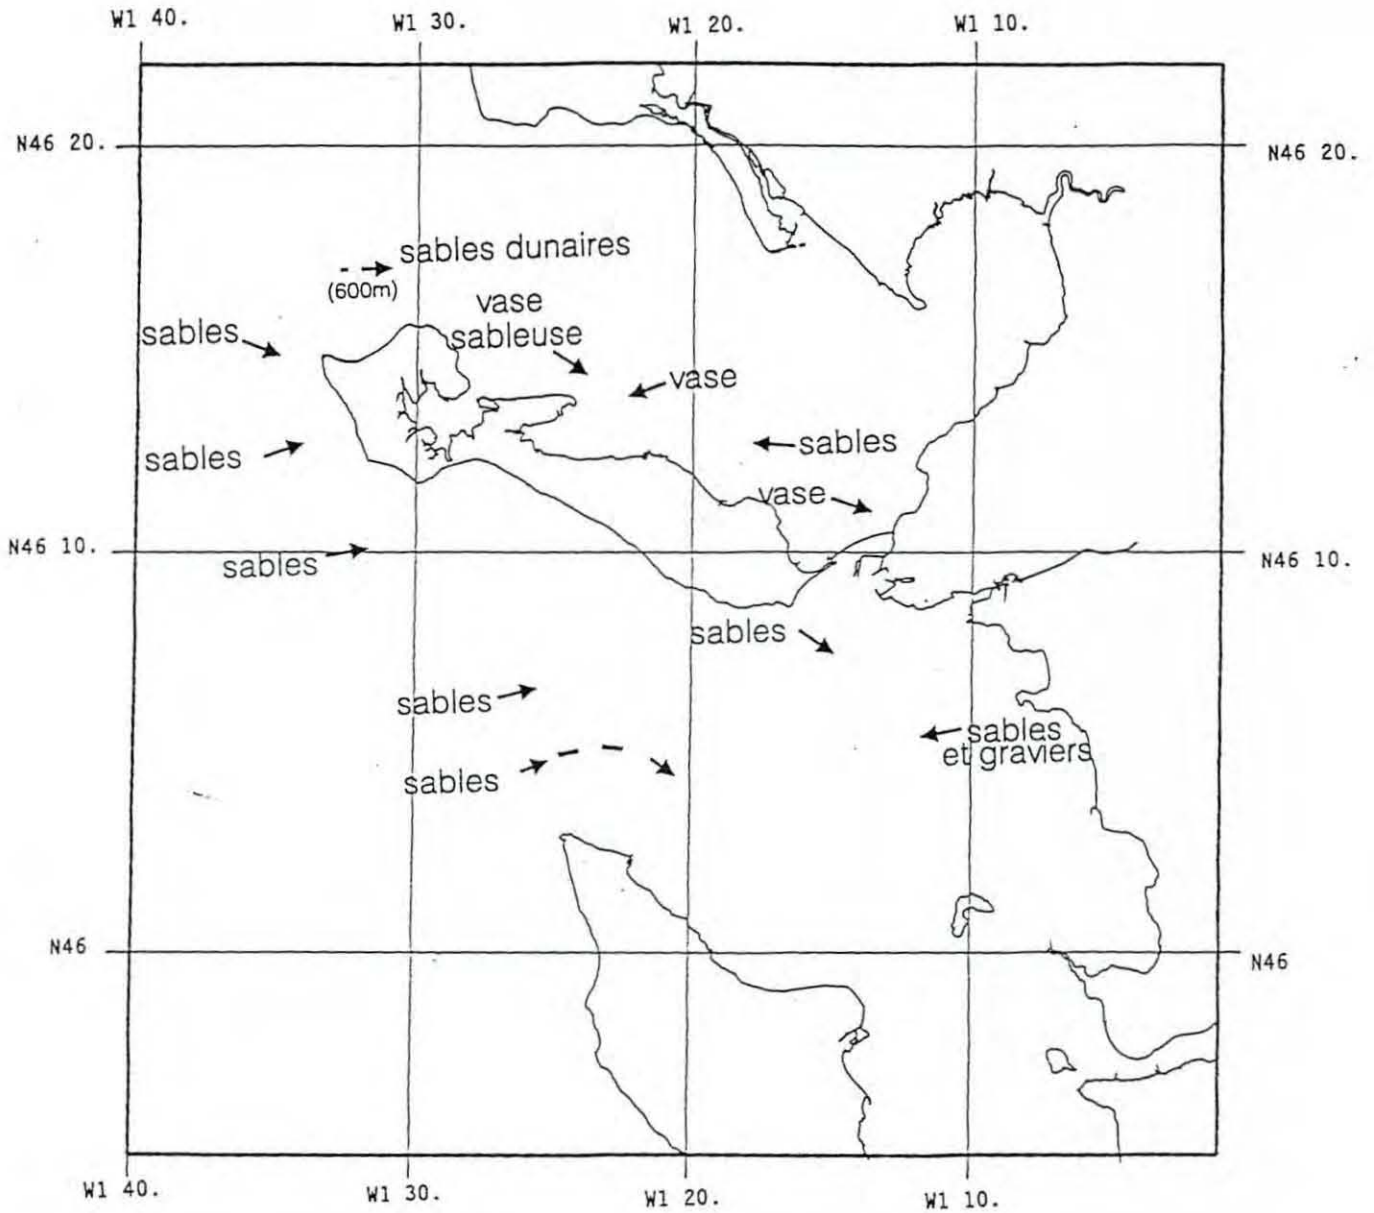 W1 40.
W1 30.
W1 20.
W1 10.
N46 20.
N46 20.
sables dunaires
(600m)
vase
sableuse
sables
vase
sables
sables
vase
N46 10.
N46 10.
sables
sables
sables
sables
et graviers
sables
N46
N46
W1 40.
W1 30.
W1 20.
W1 10.